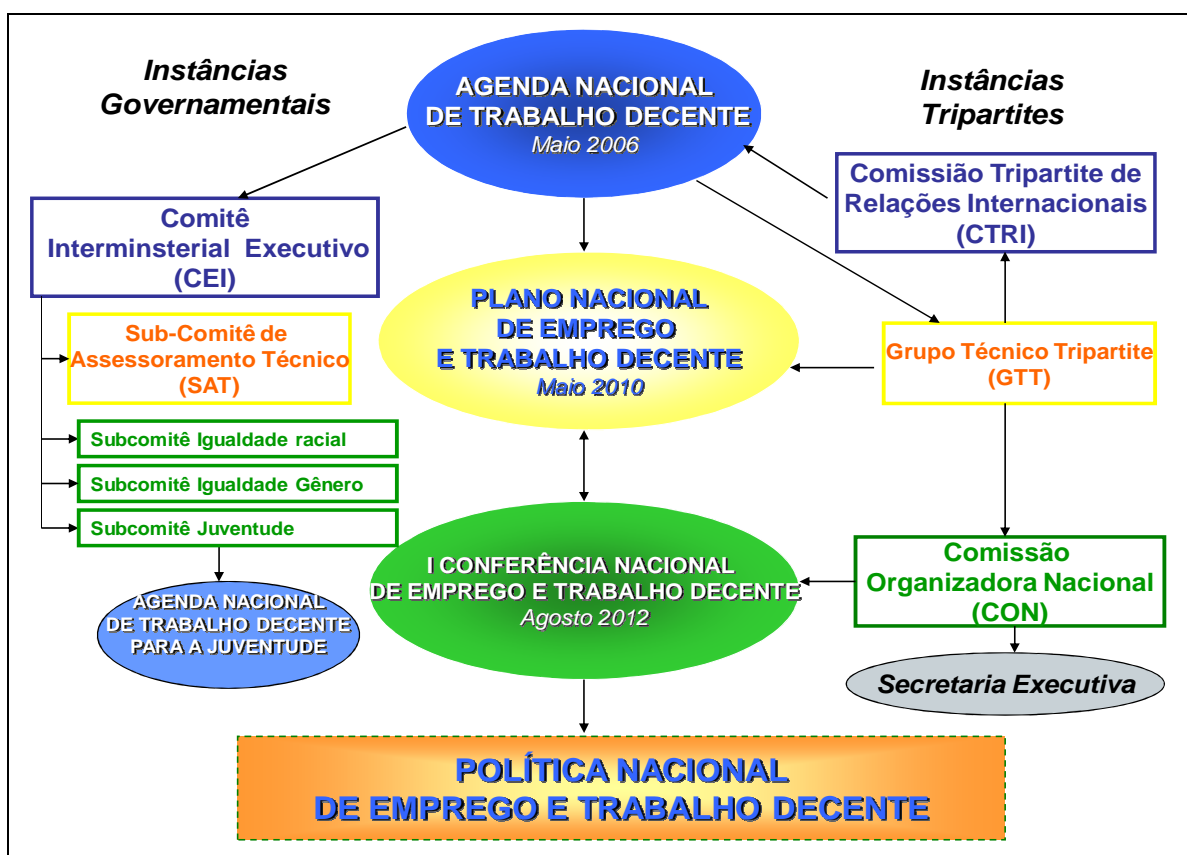 Instâncias
Governamentais
AGENDA NACIONAL
DE TRABALHO DECENTE
Maio 2006
Instâncias
Tripartites
Comitê
Interminsterial Executivo
(CEI)
Comissião Tripartite de
Relações Internacionais
(CTRI)
Sub-Comitê de
Assessoramento Técnico
(SAT)
PLANO NACIONAL
DE EMPREGO
E TRABALHO DECENTE
Maio 2010
Grupo Técnico Tripartite
(GTT)
Subcomitê Igualdade racial
Subcomitê Igualdade Gênero
Subcomitê Juventude
AGENDA NACIONAL
DE TRABALHO DECENTE
PARA A JUVENTUDE
I CONFERÊNCIA NACIONAL
DE EMPREGO E TRABALHO DECENTE
Agosto 2012
Comissão
Organizadora Nacional
(CON)
Secretaria Executiva
POLÍTICA NACIONAL
DE EMPREGO E TRABALHO DECENTE